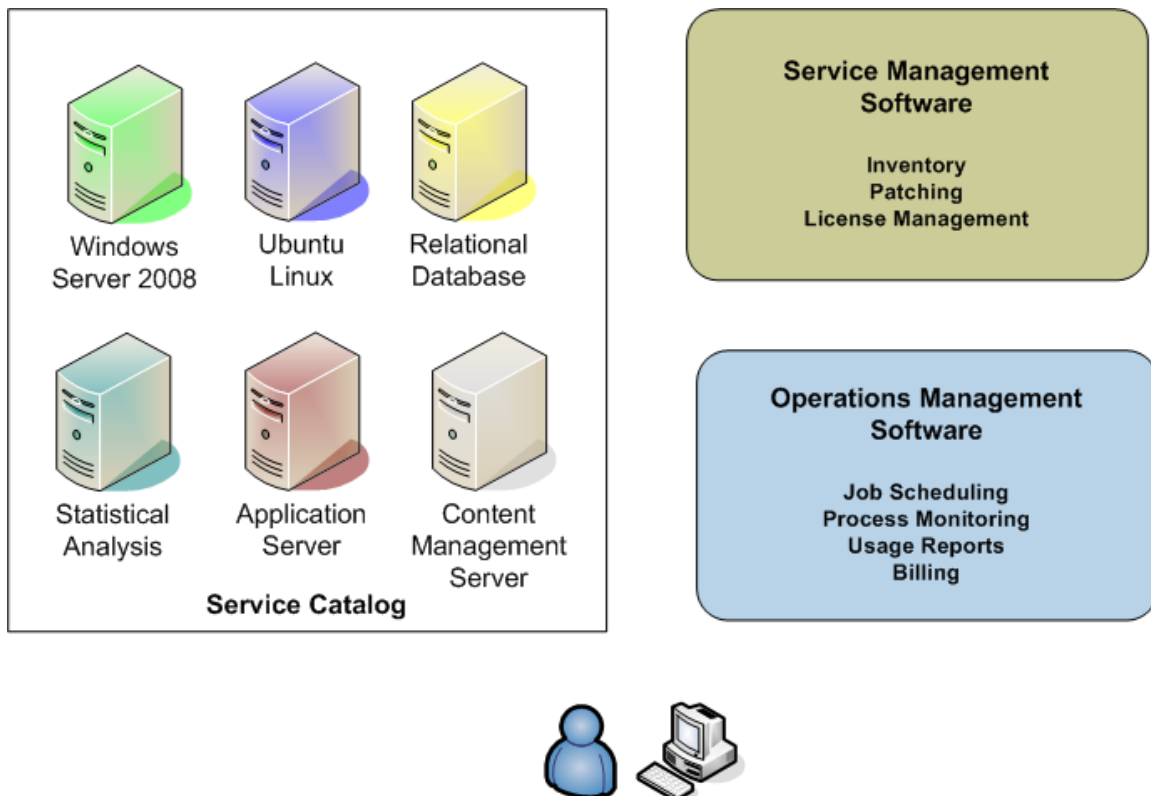 Windows
Server 2008
Ubuntu
Linux
Relational
Database
Statistical
Analysis
Application
Server
Content
Management
Server
Service Catalog
Service Management
Software
Inventory
Patching
License Management
Operations Management
Software
Job Scheduling
Process Monitoring
Usage Reports
Billing